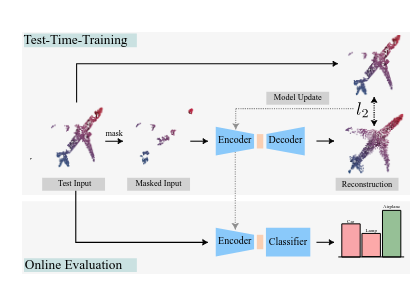 Test-Time-Training
mask
Model Update
l2
Encoder
Decoder
Test Input
Masked Input
Reconstruction
Airplane
Car
Lamp
Encoder
Classifier
Online Evaluation